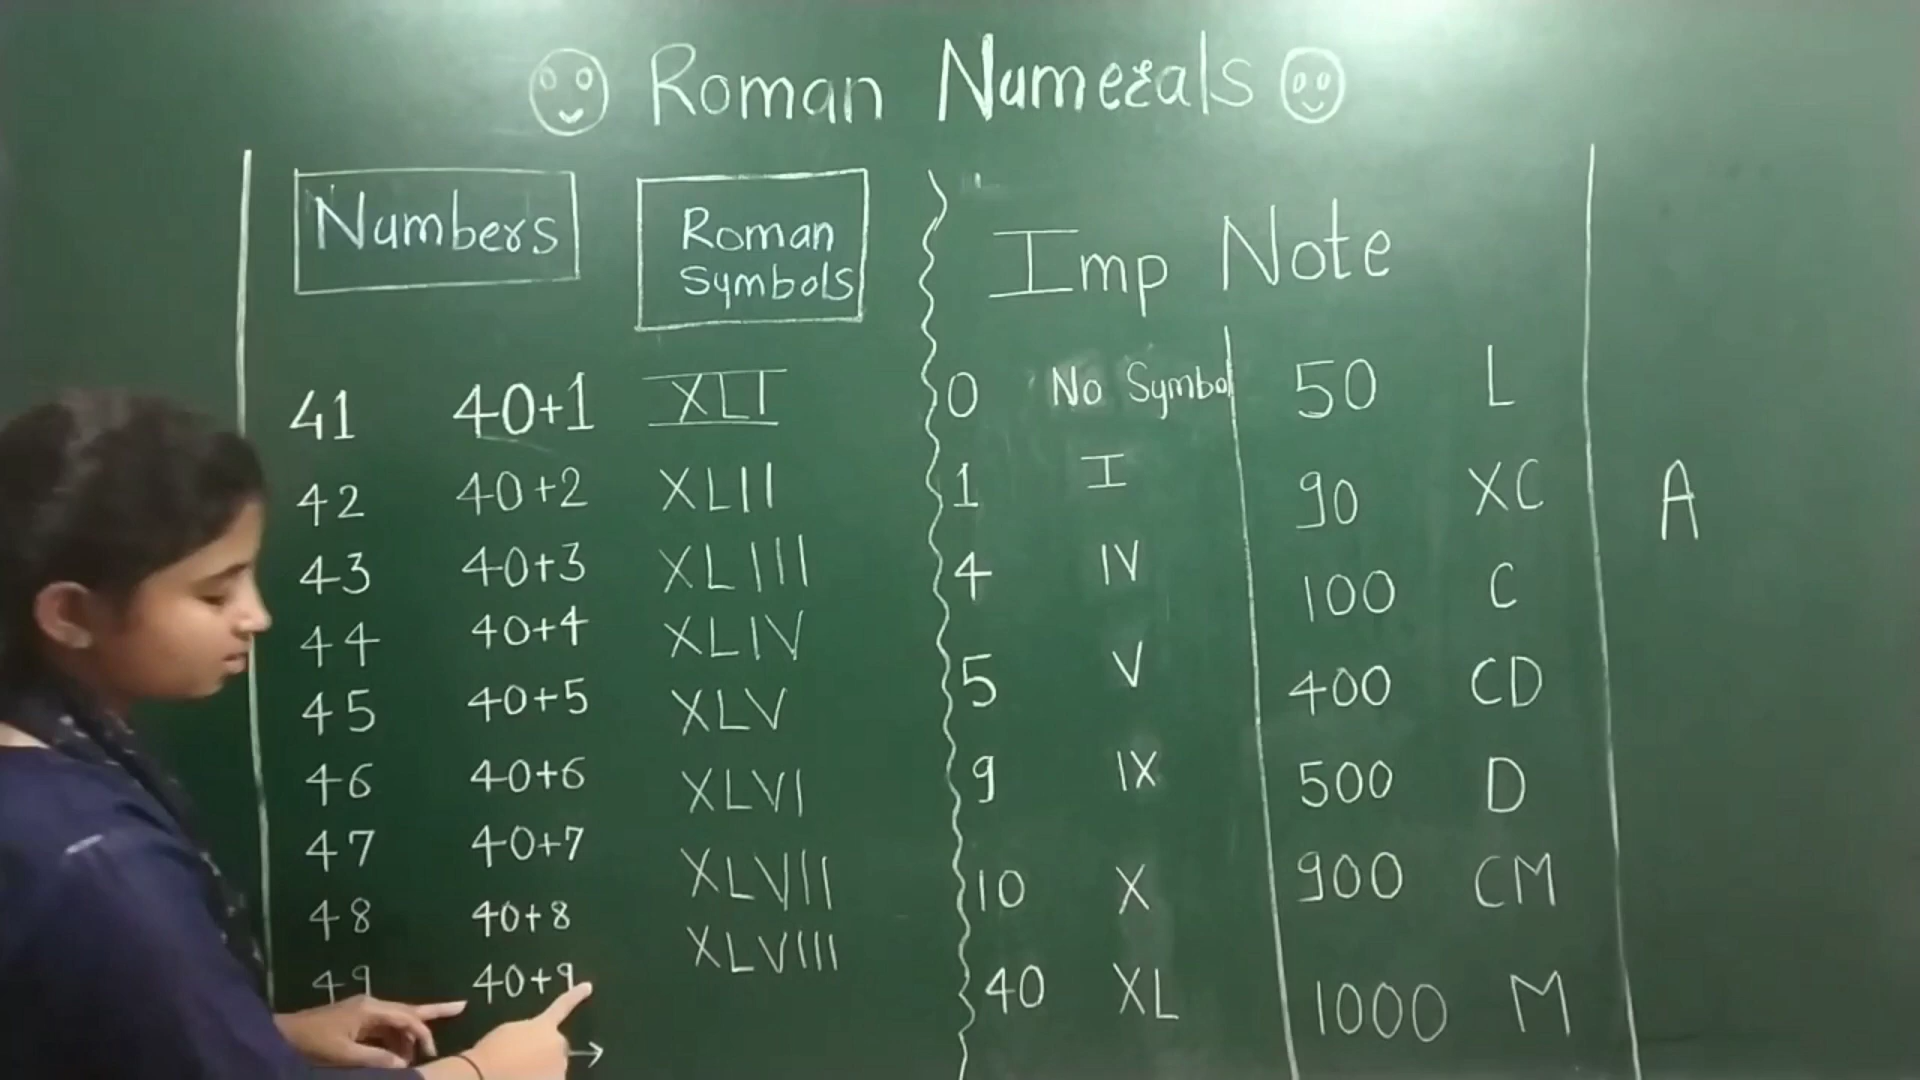 Roman Numerals
Numbers
Roman
Symbols
41 40+1 XLI
42 40+2 XLII
43 40+3 XLIII
44 40+4 XLIV
45 40+5 XLV
46 40+6 XLVI
47 40+7 XLVII
48 40+8 XLVIII
49 40+9
→
Imp Note
0 No Symbol
1 I
4 IV
5 V
9 IX
10 X
40 XL
50 L
90 XC
100 C
400 CD
500 D
900 CM
1000 M
A